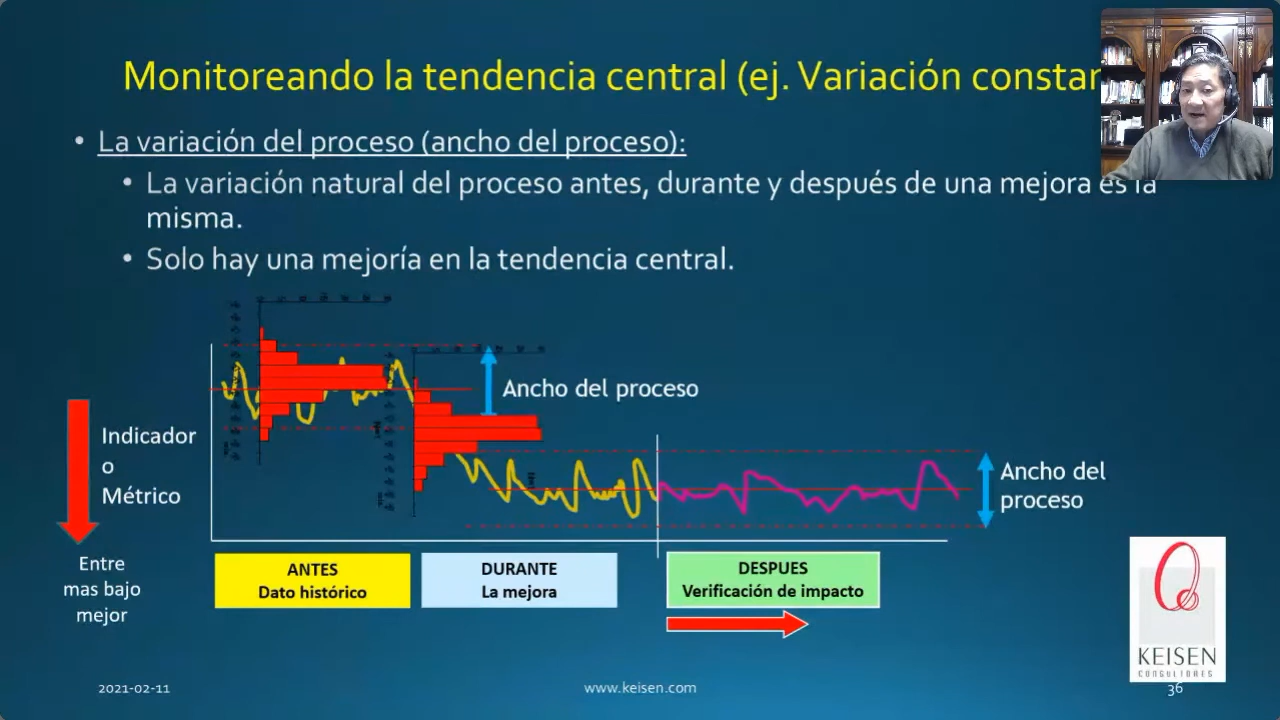 Monitoreando la tendencia central (ej. Variación constan
• La variación del proceso (ancho del proceso):
• La variación natural del proceso antes, durante y después de una mejora es la
misma.
• Solo hay una mejoría en la tendencia central.
Ancho del proceso
Indicador
o
Métrico
Ancho del
proceso
Entre
mas bajo
mejor
ANTES
Dato histórico
DURANTE
La mejora
DESPUES
Verificación de impacto
KEISEN
CONSULTORES
2021-02-11
www.keisen.com
36